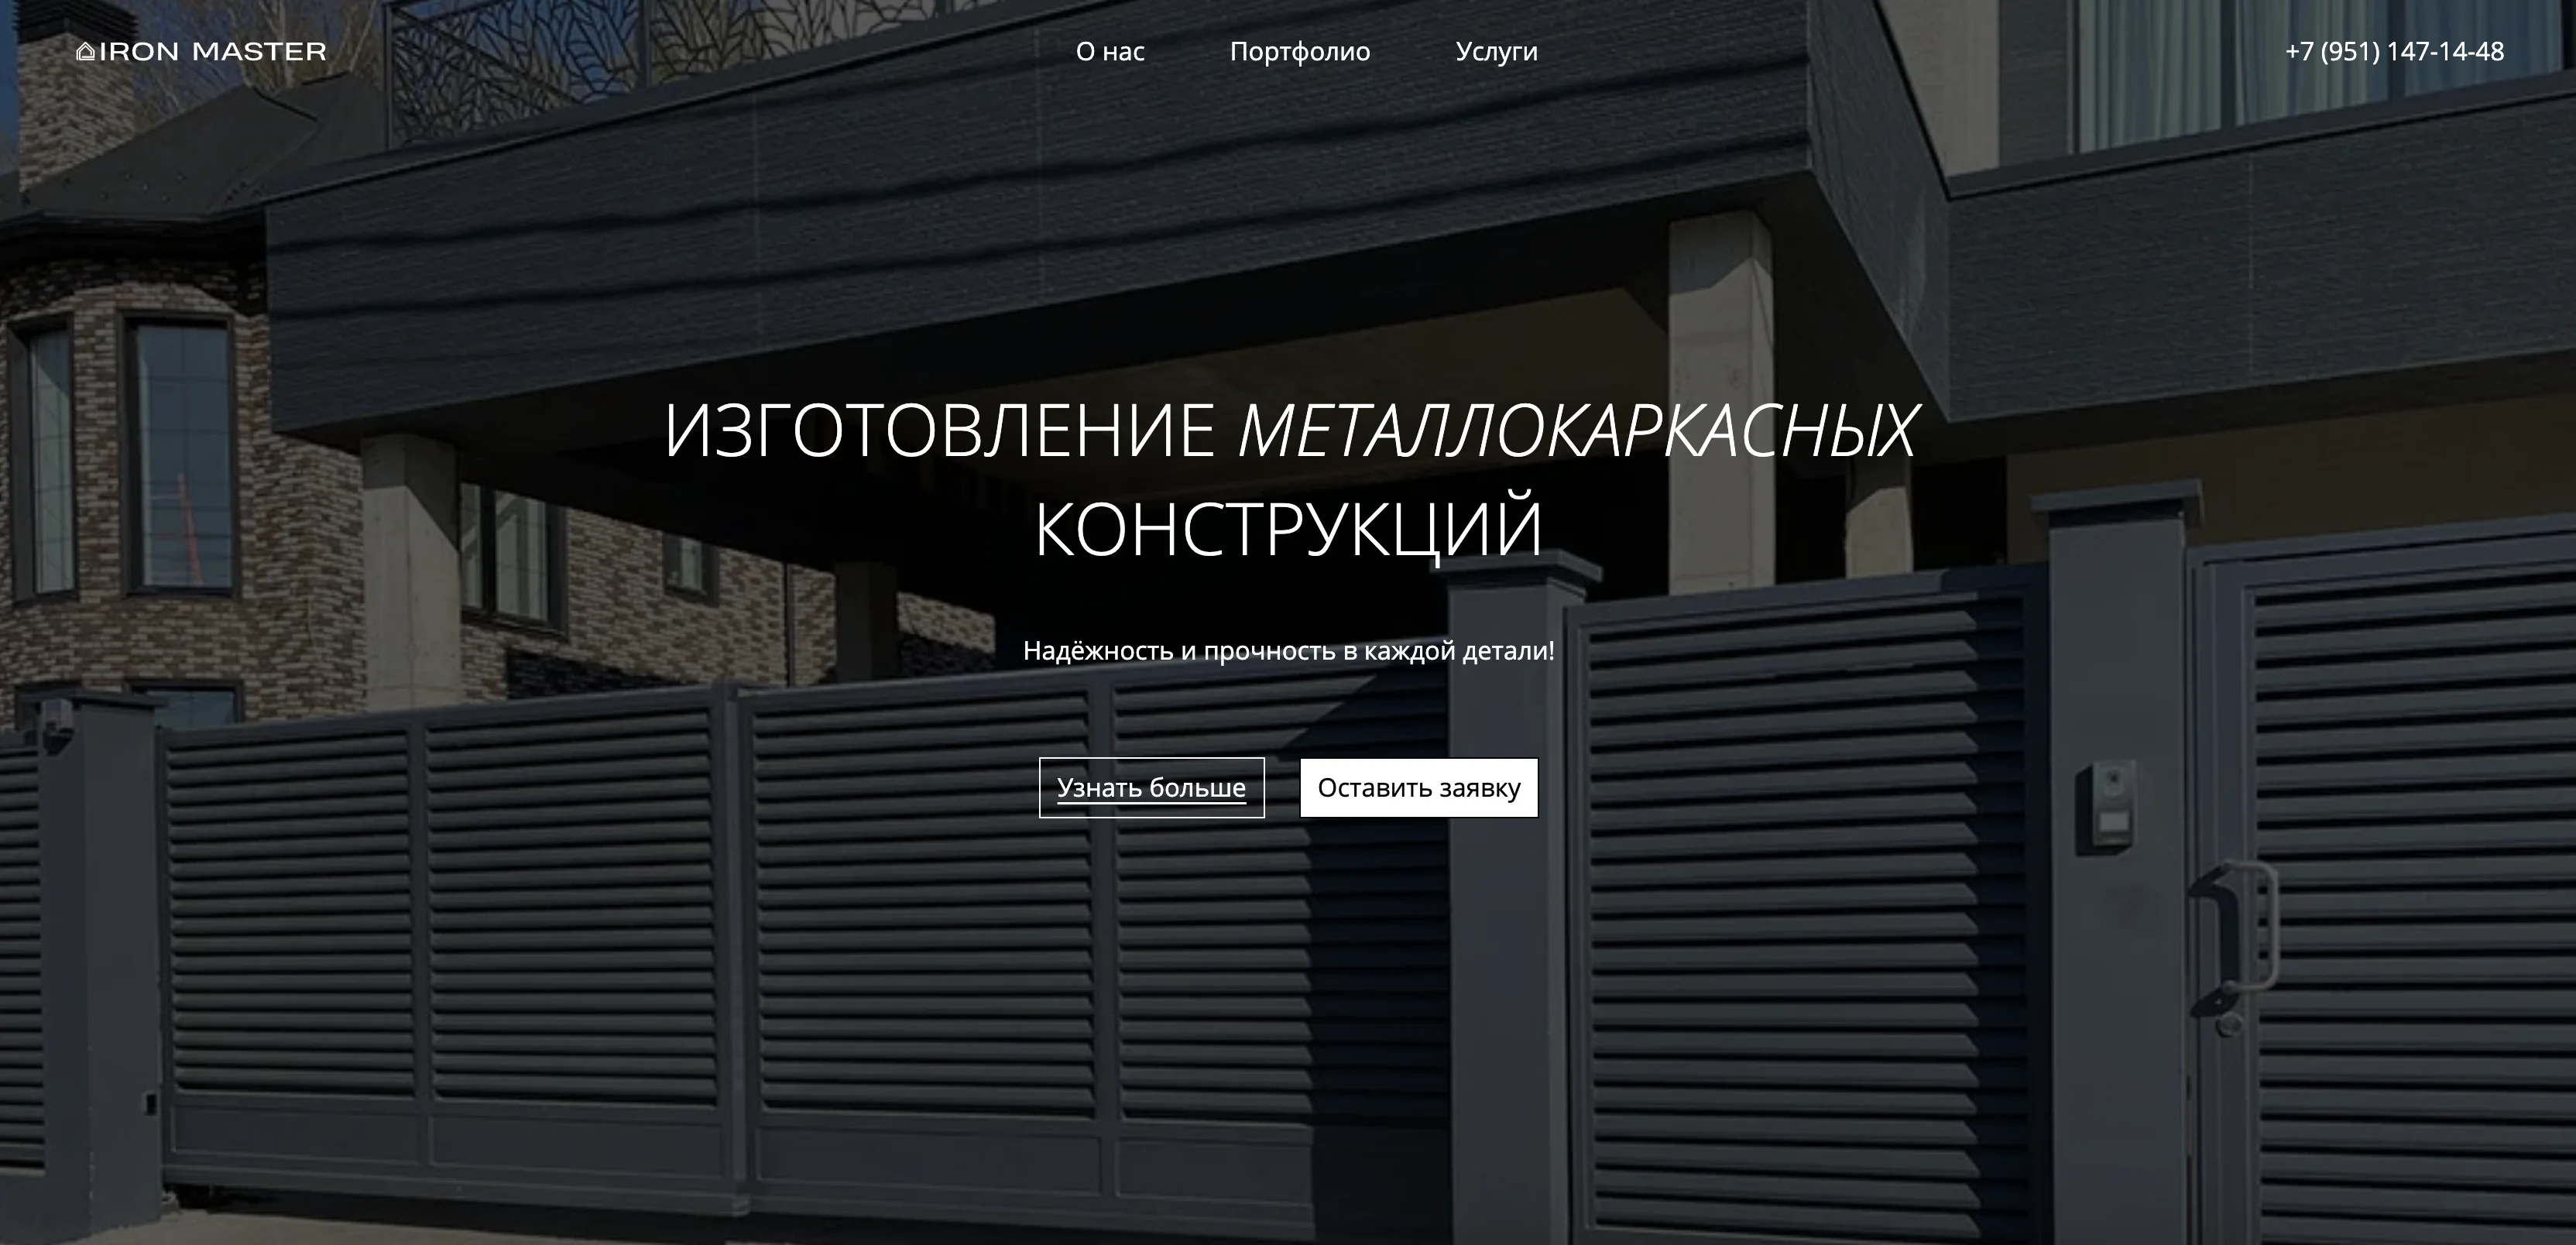 IRON MASTER
О нас
Портфолио
Услуги
+7 (951) 147-14-48
ИЗГОТОВЛЕНИЕ МЕТАЛЛОКАРКАСНЫХ
КОНСТРУКЦИЙ
Надёжность и прочность в каждой детали!
Узнать больше
Оставить заявку